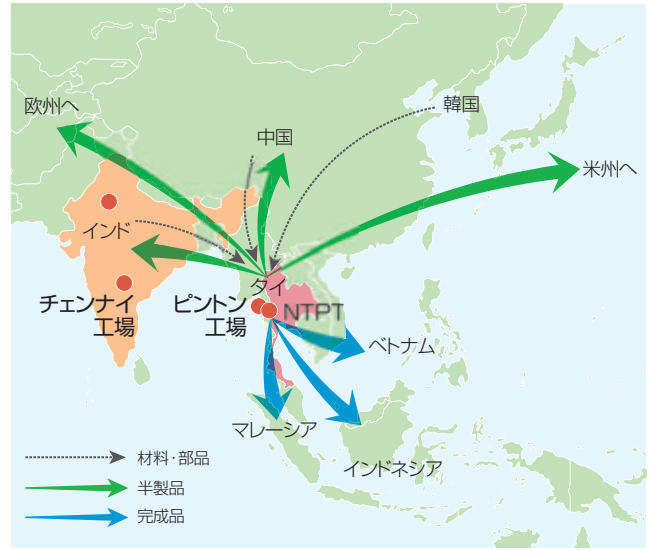 欧州へ
中国
韓国
米州へ
インド
タイ
チェンナイ
工場
ピントン
工場
NTPT
ベトナム
マレーシア
インドネシア
材料・部品
半製品
完成品